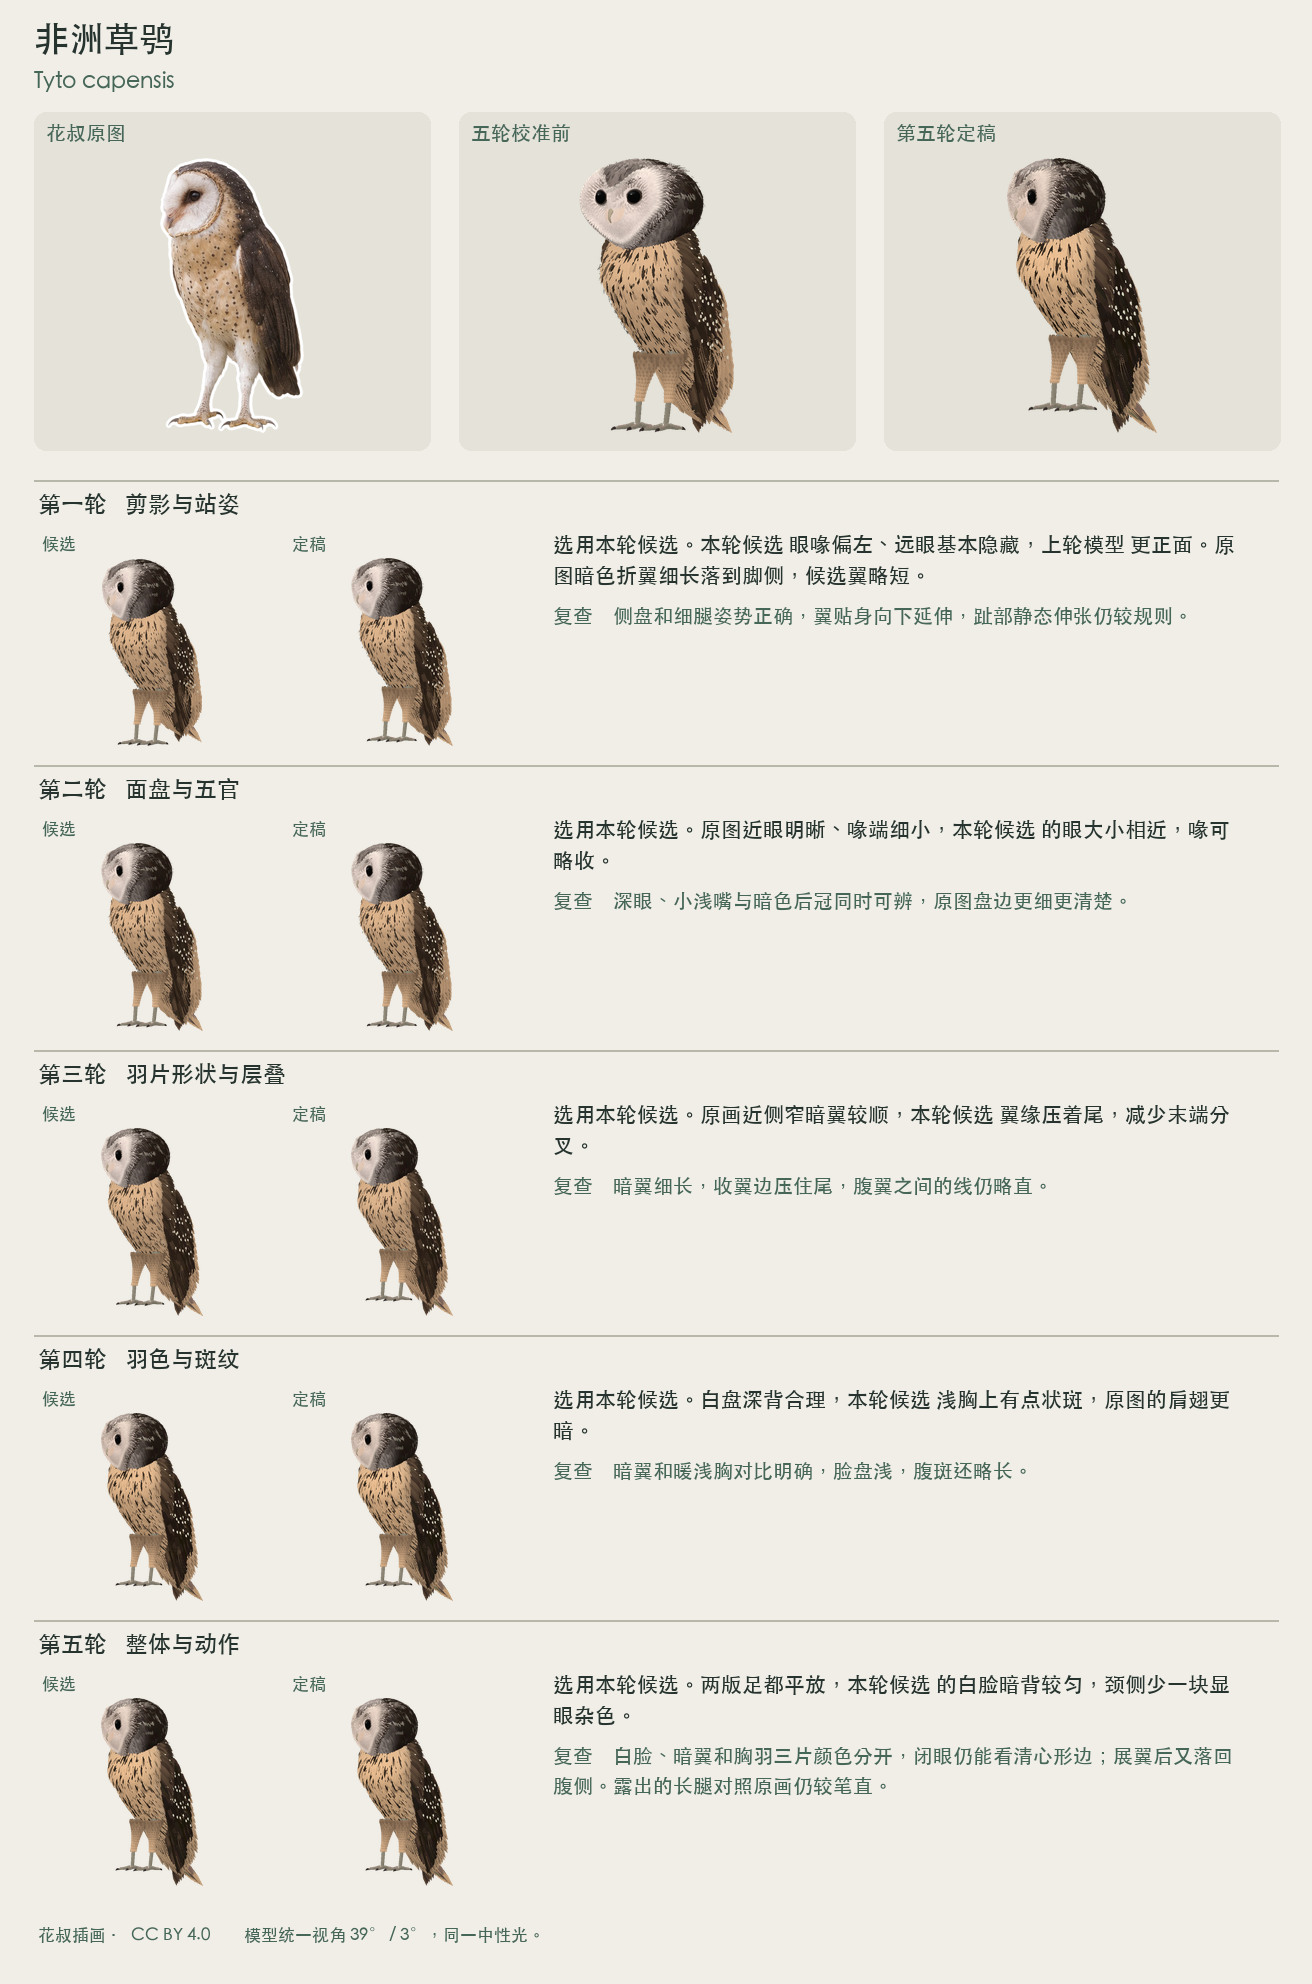 非洲草鸮
Tyto capensis
花叔原图
五轮校准前
第五轮定稿
第一轮 剪影与站姿
候选
定稿
选用本轮候选。本轮候选 眼喙偏左、远眼基本隐藏，上轮模型 更正面。原
图暗色折翼细长落到脚侧，候选翼略短。
复查 侧盘和细腿姿势正确，翼贴身向下延伸，趾部静态伸张仍较规则。
第二轮 面盘与五官
候选
定稿
选用本轮候选。原图近眼明晰、喙端细小，本轮候选 的眼大小相近，喙可
略收。
复查 深眼、小浅嘴与暗色后冠同时可辨，原图盘边更细更清楚。
第三轮 羽片形状与层叠
候选
定稿
选用本轮候选。原画近侧窄暗翼较顺，本轮候选 翼缘压着尾，减少末端分
叉。
复查 暗翼细长，收翼边压住尾，腹翼之间的线仍略直。
第四轮 羽色与斑纹
候选
定稿
选用本轮候选。白盘深背合理，本轮候选 浅胸上有点状斑，原图的肩翅更
暗。
复查 暗翼和暖浅胸对比明确，脸盘浅，腹斑还略长。
第五轮 整体与动作
候选
定稿
选用本轮候选。两版足都平放，本轮候选 的白脸暗背较匀，颈侧少一块显
眼杂色。
复查 白脸、暗翼和胸羽三片颜色分开，闭眼仍能看清心形边；展翼后又落回
腹侧。露出的长腿对照原画仍较笔直。
花叔插画 · CC BY 4.0 模型统一视角 39° / 3° ，同一中性光。